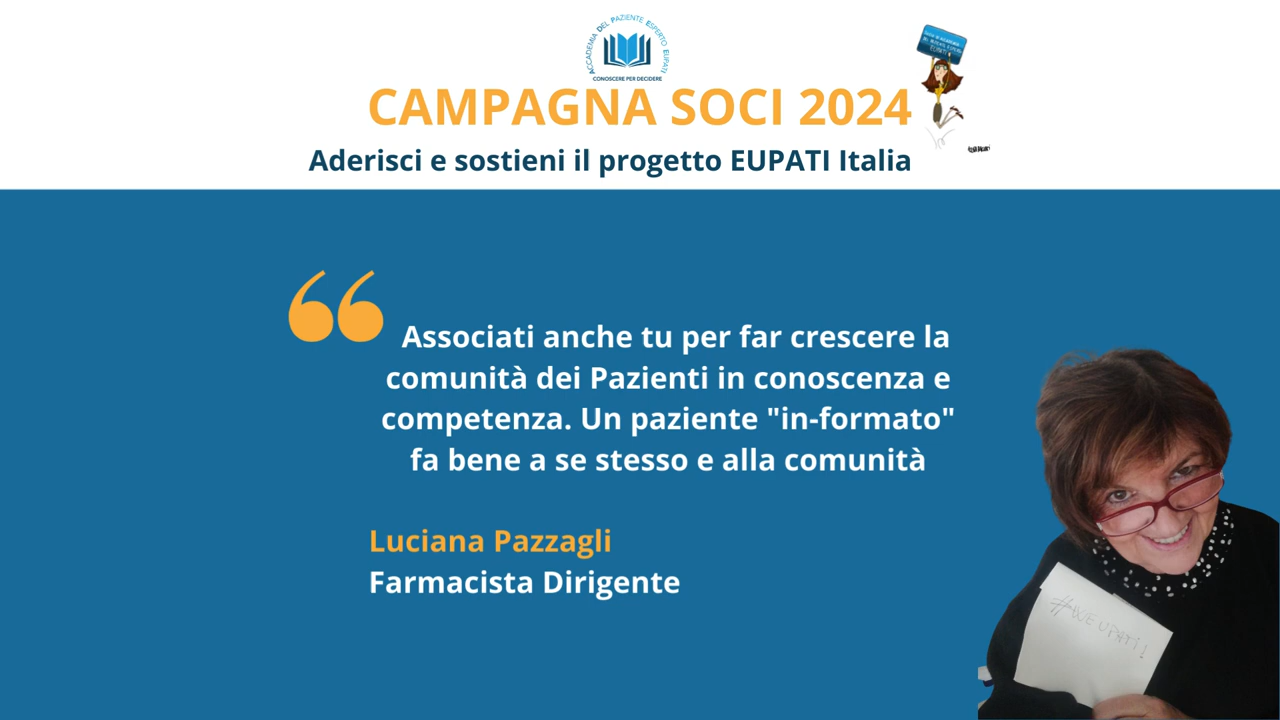 ACCADEMIA DEL PAZIENTE ESPERTO EUPATI
CONOSCERE PER DECIDERE
CAMPAGNA SOCI 2024
Aderisci e sostieni il progetto EUPATI Italia
“
Associati anche tu per far crescere la
comunità dei Pazienti in conoscenza e
competenza. Un paziente "in-formato"
fa bene a se stesso e alla comunità
Luciana Pazzagli
Farmacista Dirigente
#WEUPATI!